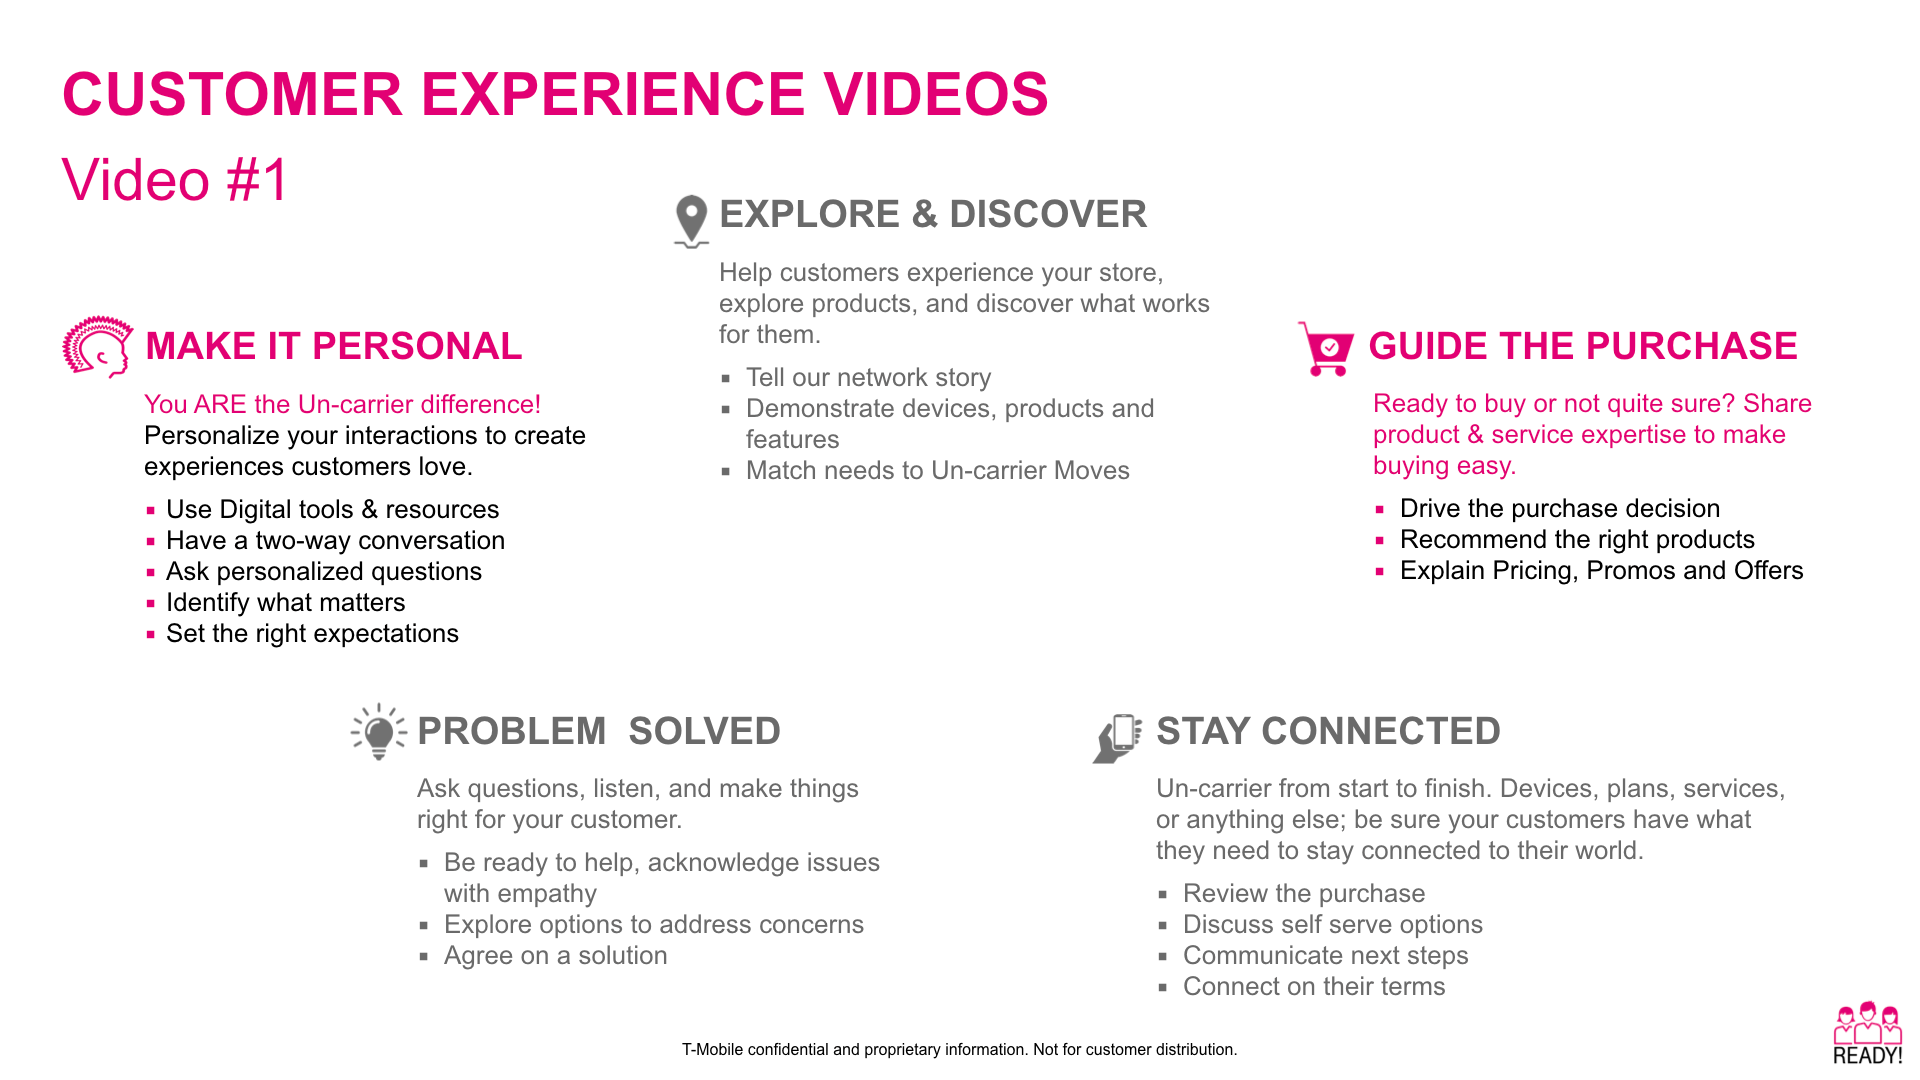 CUSTOMER EXPERIENCE VIDEOS
Video #1
MAKE IT PERSONAL
You ARE the Un-carrier difference!
Personalize your interactions to create
experiences customers love.
▪ Use Digital tools & resources
▪ Have a two-way conversation
▪ Ask personalized questions
▪ Identify what matters
▪ Set the right expectations
EXPLORE & DISCOVER
Help customers experience your store,
explore products, and discover what works
for them.
▪ Tell our network story
▪ Demonstrate devices, products and
features
▪ Match needs to Un-carrier Moves
GUIDE THE PURCHASE
Ready to buy or not quite sure? Share
product & service expertise to make
buying easy.
▪ Drive the purchase decision
▪ Recommend the right products
▪ Explain Pricing, Promos and Offers
PROBLEM  SOLVED
Ask questions, listen, and make things
right for your customer.
▪ Be ready to help, acknowledge issues
with empathy
▪ Explore options to address concerns
▪ Agree on a solution
STAY CONNECTED
Un-carrier from start to finish. Devices, plans, services,
or anything else; be sure your customers have what
they need to stay connected to their world.
▪ Review the purchase
▪ Discuss self serve options
▪ Communicate next steps
▪ Connect on their terms
T-Mobile confidential and proprietary information. Not for customer distribution.
READY!